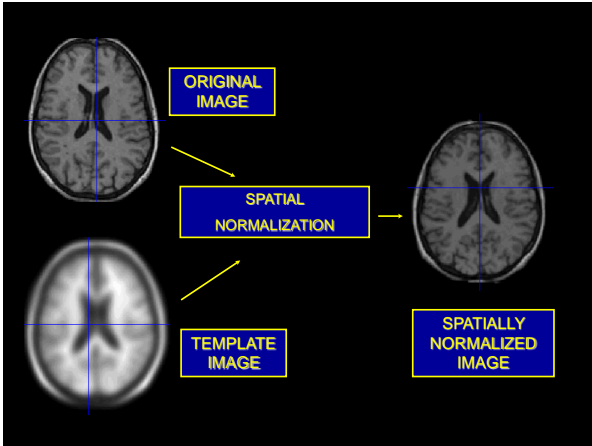 ORIGINAL
IMAGE
SPATIAL
NORMALIZATION
TEMPLATE
IMAGE
SPATIALLY
NORMALIZED
IMAGE